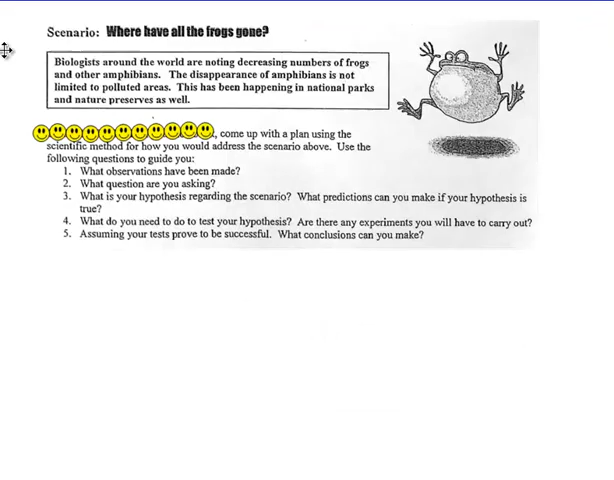 Scenario: Where have all the frogs gone?
Biologists around the world are noting decreasing numbers of frogs
and other amphibians. The disappearance of amphibians is not
limited to polluted areas. This has been happening in national parks
and nature preserves as well.
, come up with a plan using the
scientific method for how you would address the scenario above. Use the
following questions to guide you:
1. What observations have been made?
2. What question are you asking?
3. What is your hypothesis regarding the scenario? What predictions can you make if your hypothesis is
true?
4. What do you need to do to test your hypothesis? Are there any experiments you will have to carry out?
5. Assuming your tests prove to be successful. What conclusions can you make?